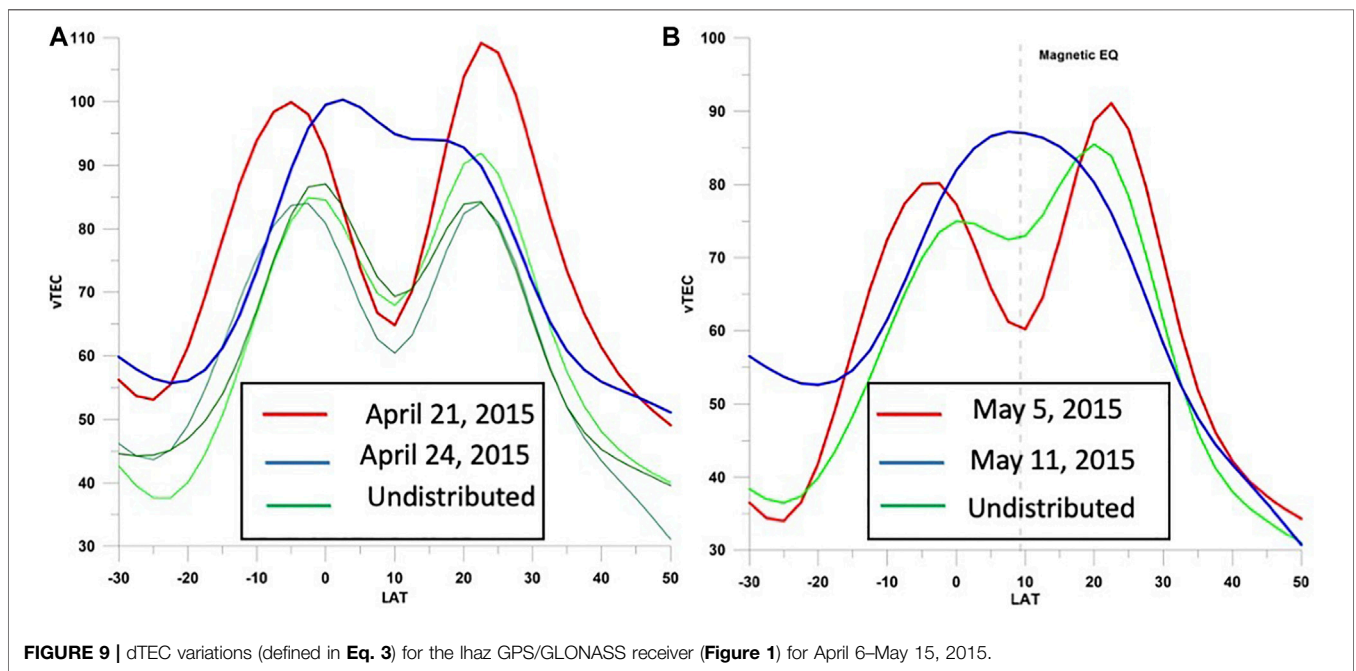 A
110
100
90
80
70
60
50
40
30
vTEC
-30 -20 -10 0 10 20 30 40 50
LAT
April 21, 2015
April 24, 2015
Undistributed
B
100
90
80
70
60
50
40
30
vTEC
Magnetic EQ
-30 -20 -10 0 10 20 30 40 50
LAT
May 5, 2015
May 11, 2015
Undistributed
FIGURE 9 | dTEC variations (defined in Eq. 3) for the Ihaz GPS/GLONASS receiver (Figure 1) for April 6–May 15, 2015.